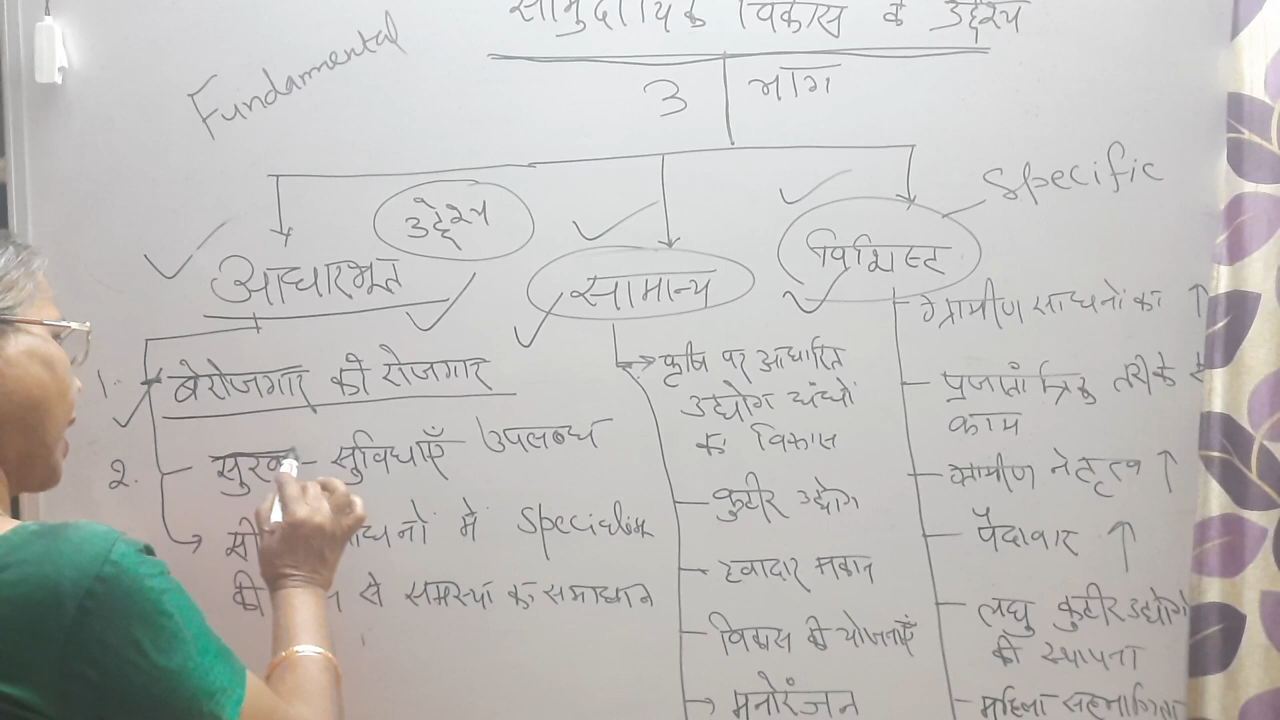 सामुदायिक विकास के उद्देश्य
3 भाग
Fundamental
Specific
उद्देश्य
आधारभूत
सामान्य
विशिष्ट
1. बेरोजगार को रोजगार
2. सुख - सुविधाएँ उपलब्ध
साधनों में specialism
की से समस्या का समाधान
कृषि पर आधारित
उद्योग धंधों
का विकास
कुटीर उद्योग
हवादार मकान
विकास की योजनाएँ
मनोरंजन
ग्रामीण साधनों का ↑
प्रजातांत्रिक तरीके से
कार्य
ग्रामीण नेतृत्व ↑
पैदावार ↑
लघु कुटीर उद्योगों
की स्थापना
महिला सहभागिता